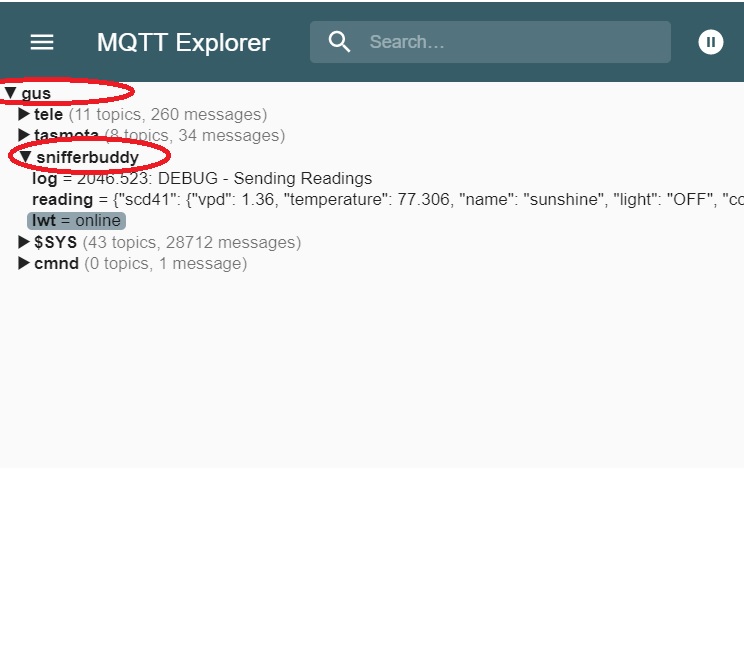 MQTT Explorer Search...
▼ gus
▶ tele (11 topics, 260 messages)
▶ tasmota (8 topics, 34 messages)
▼ snifferbuddy
log = 2046.523: DEBUG - Sending Readings
reading = {"scd41": {"vpd": 1.36, "temperature": 77.306, "name": "sunshine", "light": "OFF", "co
lwt = online
▶ $SYS (43 topics, 28712 messages)
▶ cmnd (0 topics, 1 message)